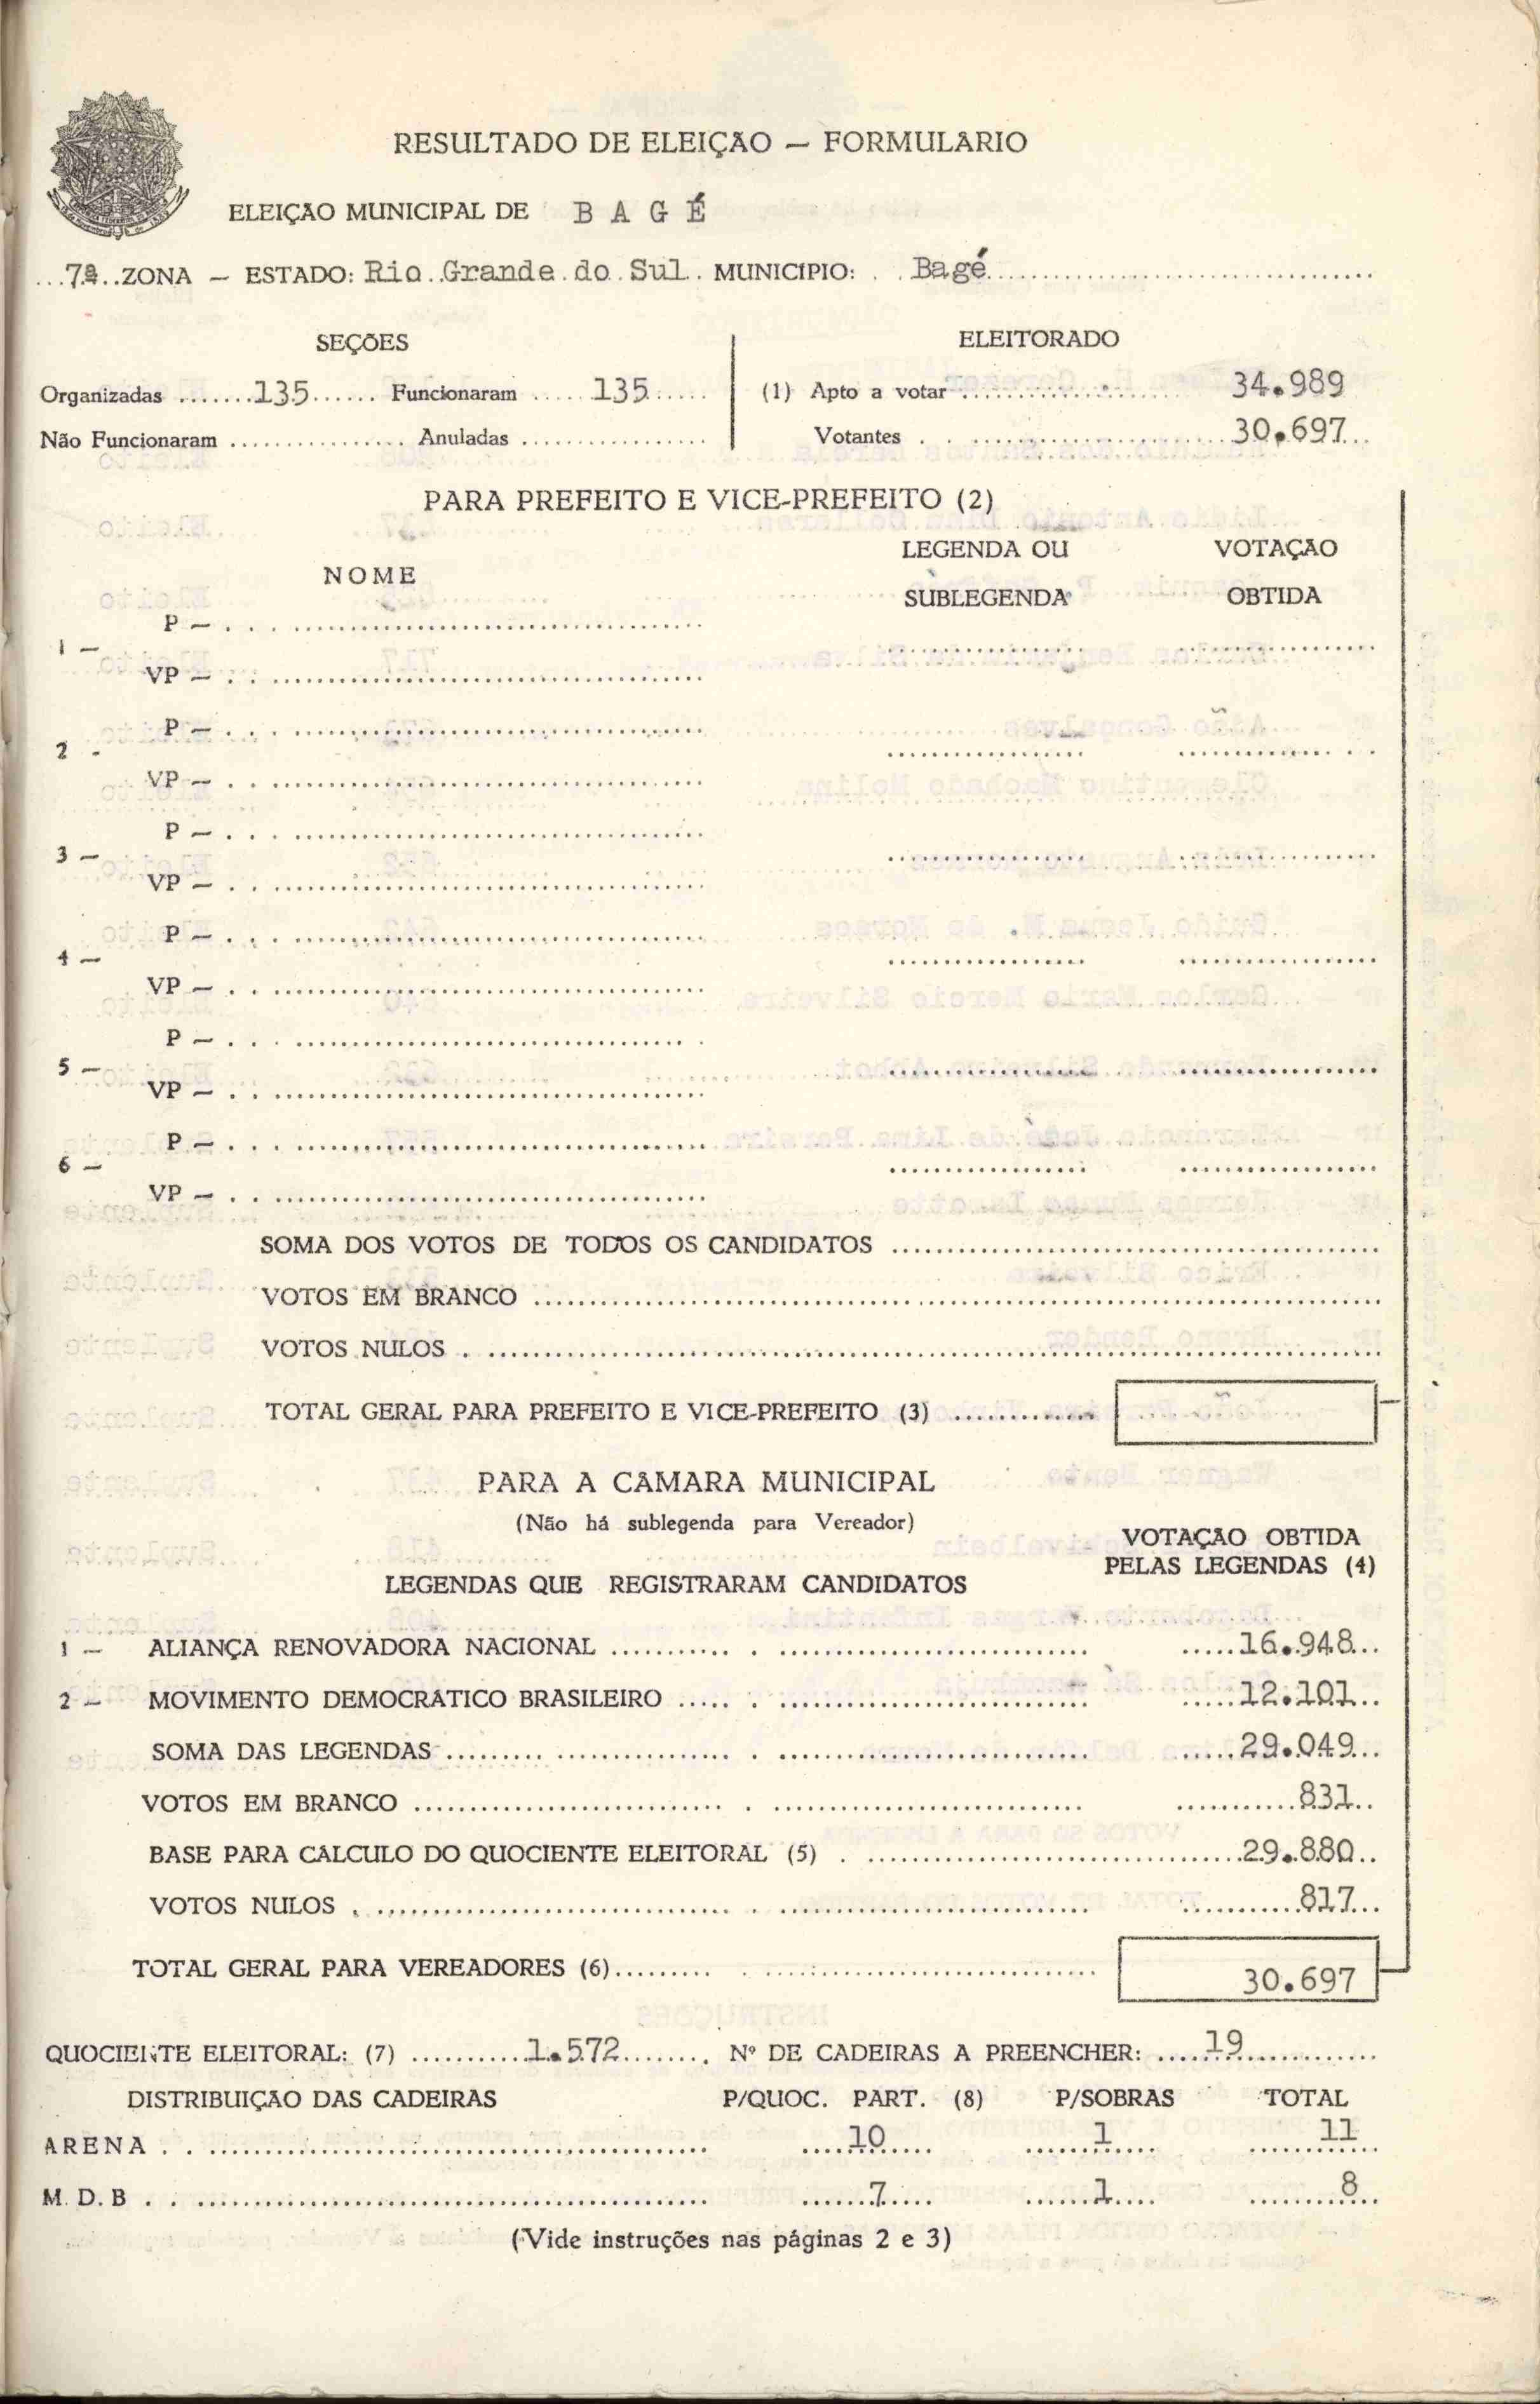 RESULTADO DE ELEIÇÃO — FORMULÁRIO
ELEIÇÃO MUNICIPAL DE B A G É
...7ª..ZONA — ESTADO: Rio..Grande.do..Sul. MUNICÍPIO: . .Bagé......
SEÇÕES
Organizadas .......135...... Funcionaram .....135......
Não Funcionaram ................ Anuladas .................
ELEITORADO
(1) Apto a votar ..................... 34.989
Votantes . . .......................30.697...
PARA PREFEITO E VICE-PREFEITO (2)
NOME
LEGENDA OU SUBLEGENDA
VOTAÇÃO OBTIDA
1 —
P — . . . ........................................
VP — . . ........................................
2 -
P — . . . ........................................
VP — . . ........................................
3 —
P — . . . ........................................
VP — . . ........................................
4 —
P — . . . ........................................
VP — . . ........................................
5 —
P — . . . ........................................
VP — . . ........................................
6 —
P — . . . ........................................
VP — . . ........................................
SOMA DOS VOTOS DE TODOS OS CANDIDATOS ............................................
VOTOS EM BRANCO ............................................
VOTOS NULOS . ............................................
TOTAL GERAL PARA PREFEITO E VICE-PREFEITO (3) .............
PARA A CÂMARA MUNICIPAL
(Não há sublegenda para Vereador)
LEGENDAS QUE REGISTRARAM CANDIDATOS
VOTAÇÃO OBTIDA
PELAS LEGENDAS (4)
1 — ALIANÇA RENOVADORA NACIONAL ........... . ............................ .....16.948...
2 — MOVIMENTO DEMOCRÁTICO BRASILEIRO ..... . ............................ .....12.101...
SOMA DAS LEGENDAS ......... ................ . ............................ ......29.049...
VOTOS EM BRANCO ............................ . ............................ ...........831..
BASE PARA CÁLCULO DO QUOCIENTE ELEITORAL (5) . ..................................29.880..
VOTOS NULOS . ................................ . ............................ ...........817...
TOTAL GERAL PARA VEREADORES (6)......... . ................................ 30.697
QUOCIENTE ELEITORAL: (7) ...........1.572........ Nº DE CADEIRAS A PREENCHER: .....19.............
DISTRIBUIÇÃO DAS CADEIRAS P/QUOC. PART. (8) P/SOBRAS TOTAL
ARENA . . ............................................. ....10..... ......1..... .......11..
M. D. B . . ............................................. ......7..... ......1.... ........8..
(Vide instruções nas páginas 2 e 3)